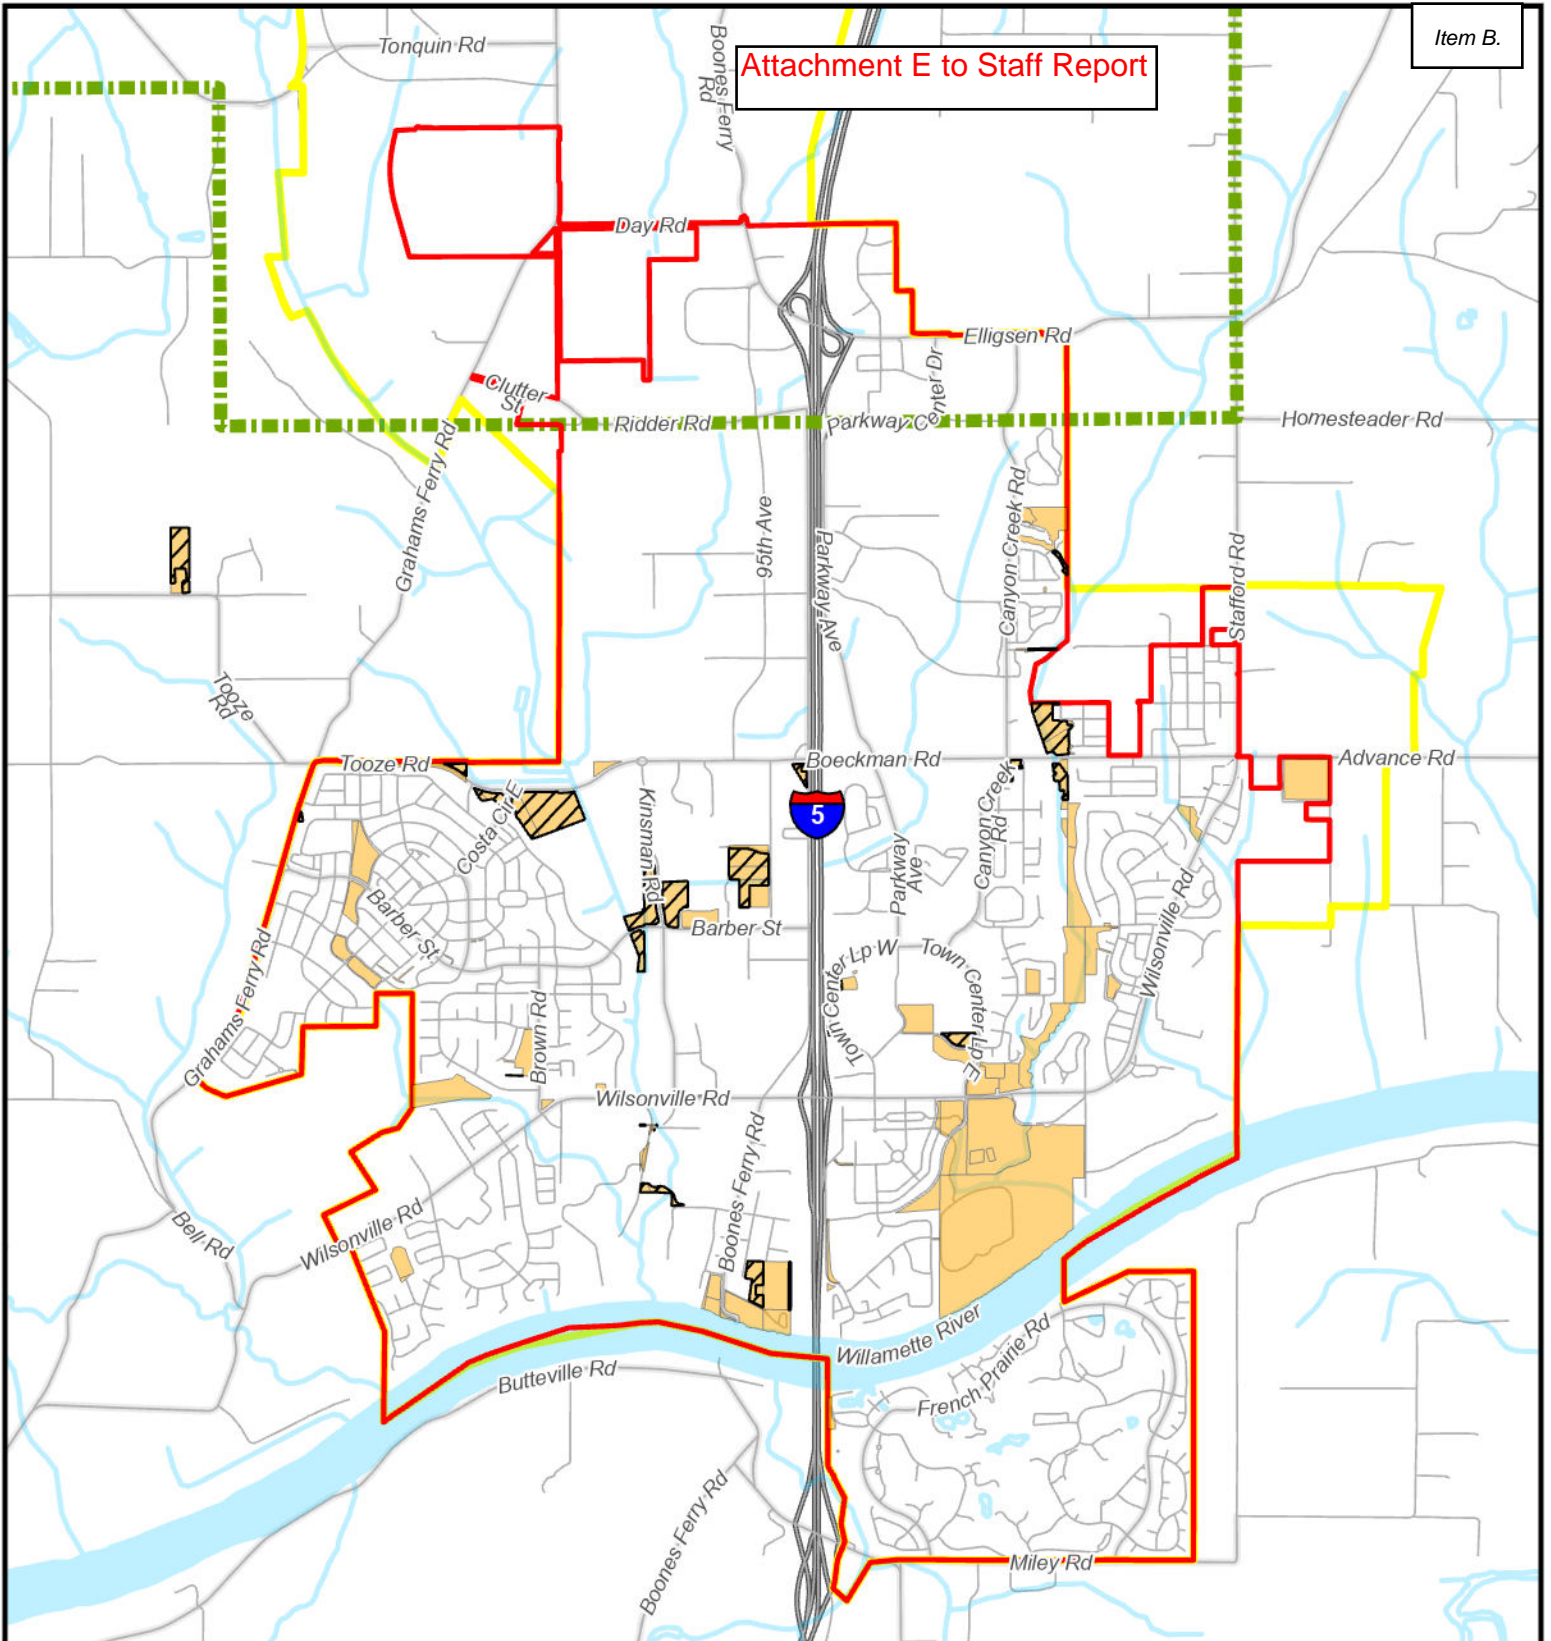 Item B.
Attachment E to Staff Report
Tonquin Rd
Boones Ferry
Rd
Day Rd
Elligsen Rd
Parkway Center Dr
Clutter
St
Ridder Rd
Homesteader Rd
Grahams Ferry Rd
95th Ave
Parkway Ave
Canyon Creek Rd
Stafford Rd
Tooze
Rd
Tooze Rd
Boeckman Rd
Advance Rd
5
Costa Cir E
Kinsman Rd
Parkway
Ave
Canyon Creek
Rd
Barber St
Barber St
Wilsonville Rd
Grahams Ferry Rd
Town Center Lp W
Town Center Lp E
Brown Rd
Wilsonville Rd
Boones Ferry Rd
Bell Rd
Wilsonville Rd
Willamette River
Butteville Rd
French Prairie Rd
Boones Ferry Rd
Miley Rd